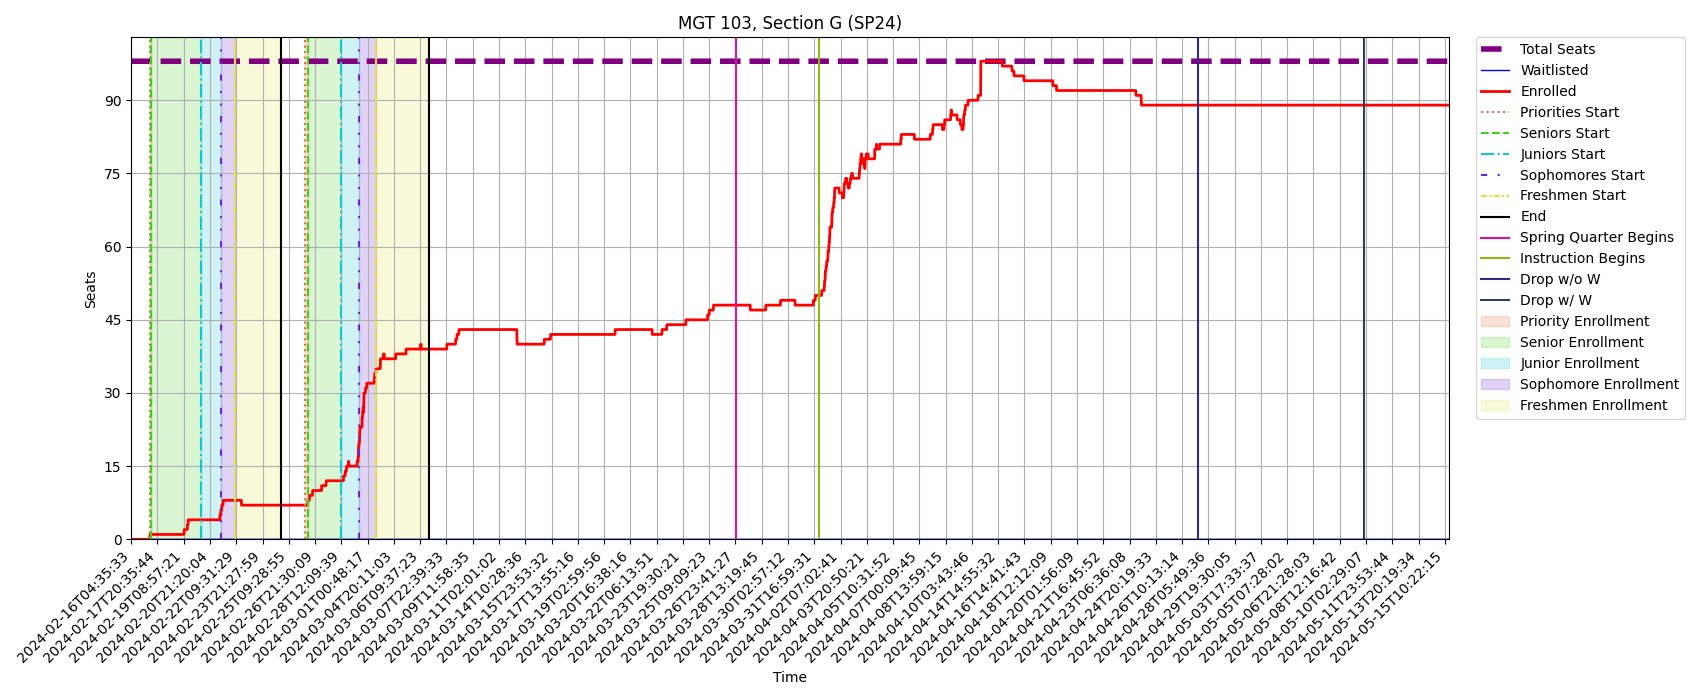 MGT 103, Section G (SP24)
Seats
90
75
60
45
30
15
0
2024-02-16T04:35:33
2024-02-17T20:35:44
2024-02-19T08:57:21
2024-02-20T21:20:04
2024-02-22T09:31:29
2024-02-23T21:27:59
2024-02-25T09:28:55
2024-02-26T21:30:09
2024-02-28T12:09:39
2024-03-01T00:48:17
2024-03-04T20:11:03
2024-03-06T09:37:23
2024-03-07T22:39:33
2024-03-09T11:58:35
2024-03-11T02:01:02
2024-03-14T10:28:36
2024-03-15T23:53:32
2024-03-17T13:55:16
2024-03-19T02:59:56
2024-03-20T16:38:16
2024-03-22T06:13:51
2024-03-23T19:30:21
2024-03-25T09:09:23
2024-03-26T23:41:27
2024-03-28T13:19:45
2024-03-30T02:57:12
2024-03-31T16:59:31
2024-04-02T07:02:41
2024-04-03T20:50:21
2024-04-05T10:31:52
2024-04-07T00:09:45
2024-04-08T13:59:15
2024-04-10T03:43:46
2024-04-14T14:55:32
2024-04-16T14:41:43
2024-04-18T12:12:09
2024-04-20T01:56:09
2024-04-21T16:45:52
2024-04-23T06:36:08
2024-04-24T20:19:33
2024-04-26T10:13:14
2024-04-28T05:49:36
2024-04-29T19:30:05
2024-05-03T17:33:37
2024-05-05T07:28:02
2024-05-06T21:28:03
2024-05-08T12:16:42
2024-05-10T02:29:07
2024-05-11T23:53:44
2024-05-13T20:19:34
2024-05-15T10:22:15
Time
Total Seats
Waitlisted
Enrolled
Priorities Start
Seniors Start
Juniors Start
Sophomores Start
Freshmen Start
End
Spring Quarter Begins
Instruction Begins
Drop w/o W
Drop w/ W
Priority Enrollment
Senior Enrollment
Junior Enrollment
Sophomore Enrollment
Freshmen Enrollment